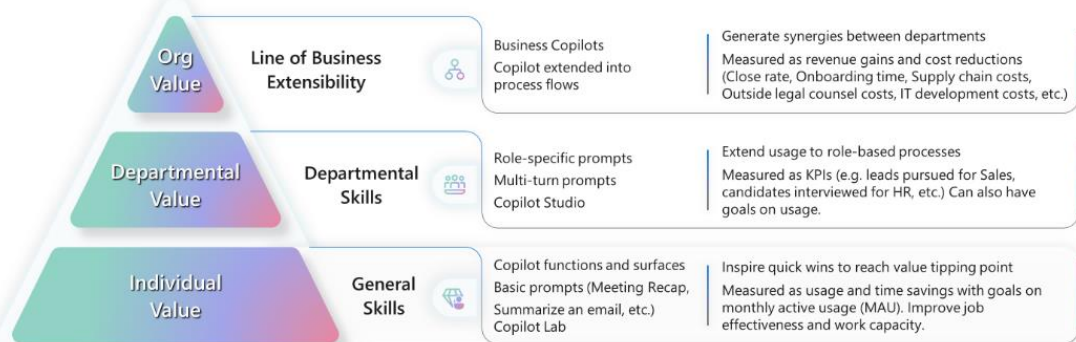 Org
Value
Line of Business
Extensibility
Business Copilots
Copilot extended into
process flows
Generate synergies between departments
Measured as revenue gains and cost reductions
(Close rate, Onboarding time, Supply chain costs,
Outside legal counsel costs, IT development costs, etc.)
Departmental
Value
Departmental
Skills
Role-specific prompts
Multi-turn prompts
Copilot Studio
Extend usage to role-based processes
Measured as KPIs (e.g. leads pursued for Sales,
candidates interviewed for HR, etc.) Can also have
goals on usage.
Individual
Value
General
Skills
Copilot functions and surfaces
Basic prompts (Meeting Recap,
Summarize an email, etc.)
Copilot Lab
Inspire quick wins to reach value tipping point
Measured as usage and time savings with goals on
monthly active usage (MAU). Improve job
effectiveness and work capacity.